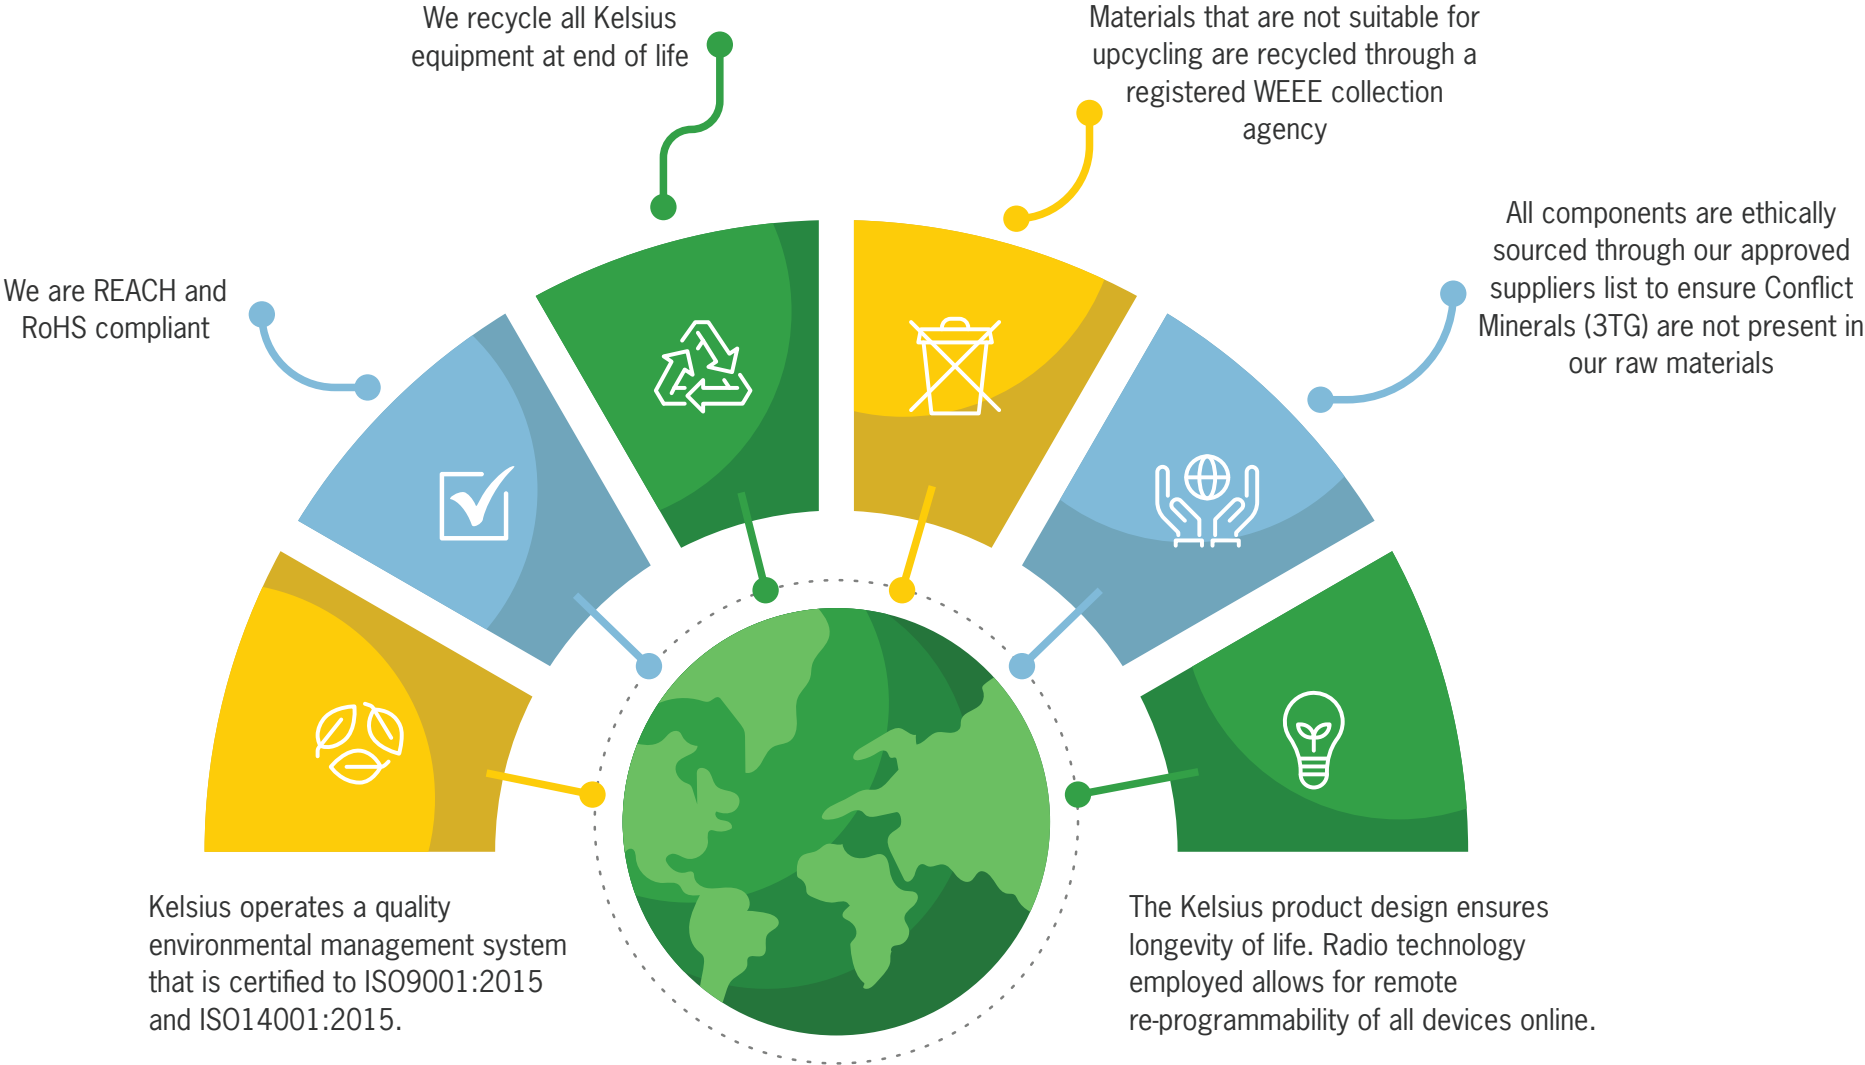 We recycle all Kelsius
equipment at end of life
Materials that are not suitable for
upcycling are recycled through a
registered WEEE collection
agency
All components are ethically
sourced through our approved
suppliers list to ensure Conflict
Minerals (3TG) are not present in
our raw materials
We are REACH and
RoHS compliant
Kelsius operates a quality
environmental management system
that is certified to ISO9001:2015
and ISO14001:2015.
The Kelsius product design ensures
longevity of life. Radio technology
employed allows for remote
re-programmability of all devices online.